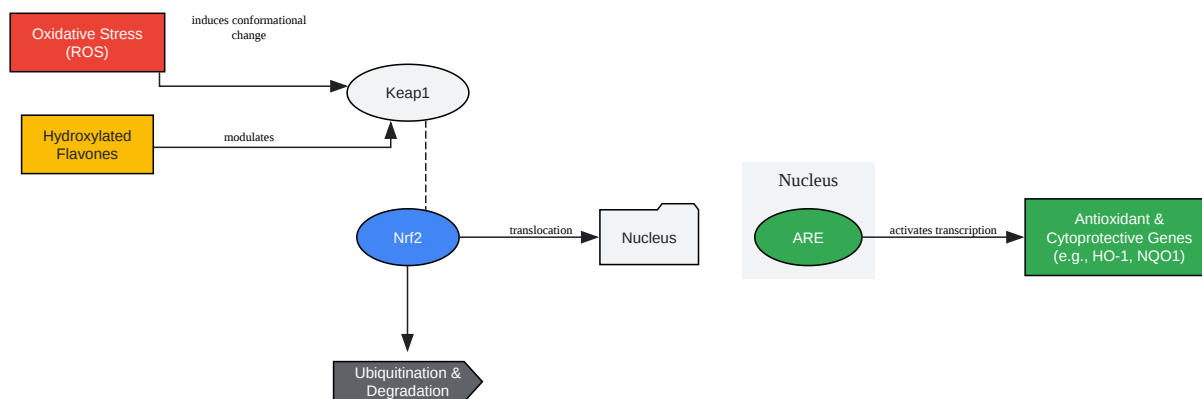 Oxidative Stress
(ROS)
induces conformational
change
Keap1
Hydroxylated
Flavones
modulates
Nrf2
translocation
Nucleus
Nucleus
ARE
activates transcription
Antioxidant &
Cytoprotective Genes
(e.g., HO-1, NQO1)
Ubiquitination &
Degradation